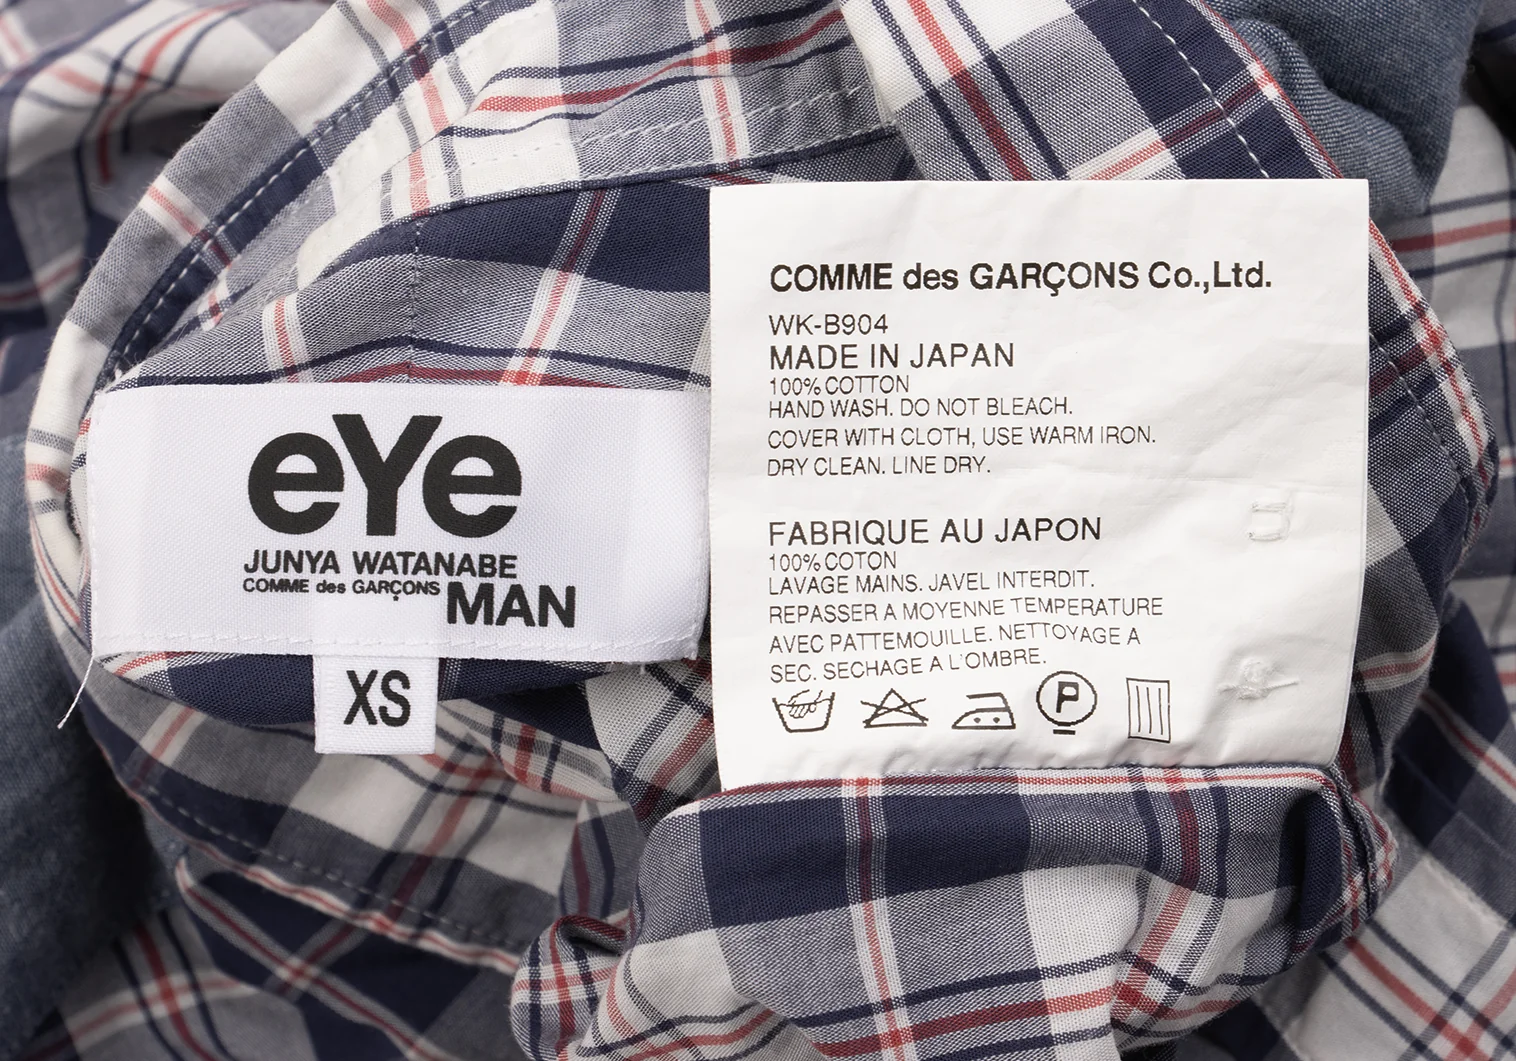 eYe
JUNYA WATANABE
COMME des GARÇONS MAN
XS
COMME des GARÇONS Co.,Ltd.
WK-B904
MADE IN JAPAN
100% COTTON
HAND WASH. DO NOT BLEACH.
COVER WITH CLOTH, USE WARM IRON.
DRY CLEAN. LINE DRY.
FABRIQUE AU JAPON
100% COTON
LAVAGE MAINS. JAVEL INTERDIT.
REPASSER A MOYENNE TEMPERATURE
AVEC PATTEMOUILLE. NETTOYAGE A
SEC. SECHAGE A L'OMBRE.
P